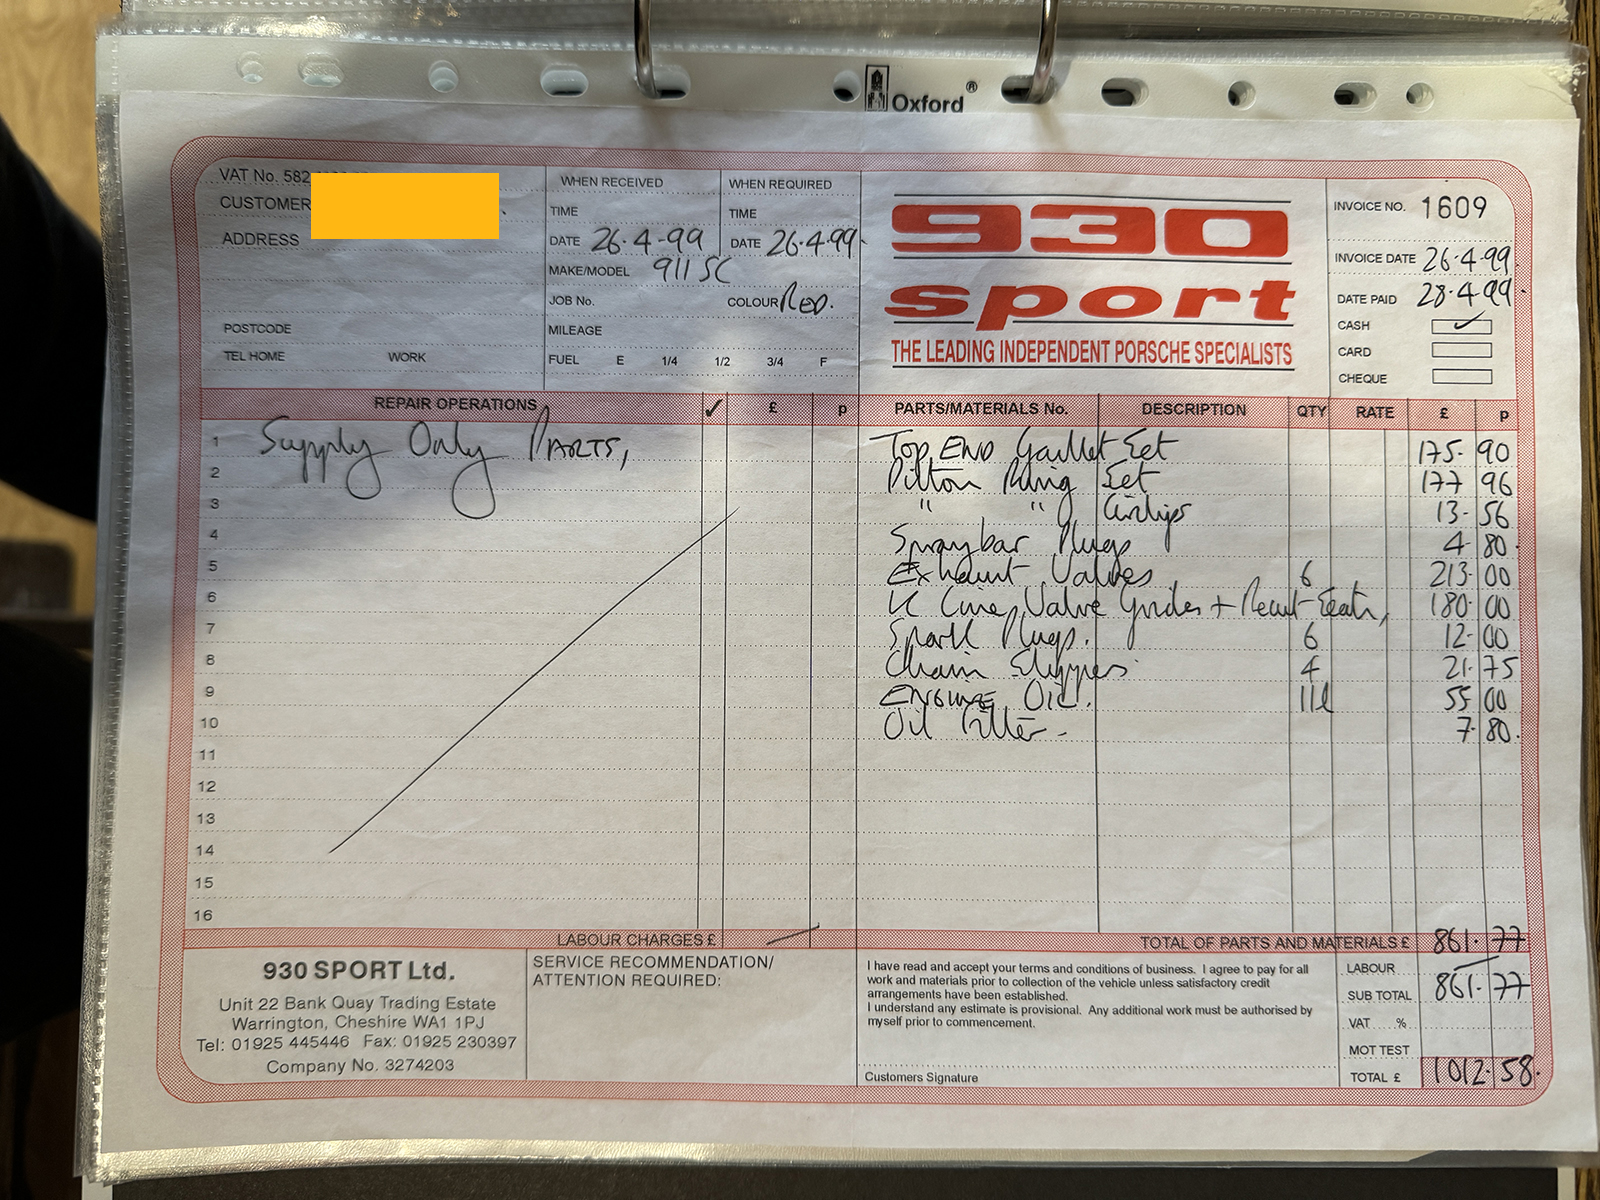 Oxford®
VAT No. 582
CUSTOMER
ADDRESS
POSTCODE
TEL HOME WORK
WHEN RECEIVED WHEN REQUIRED
TIME TIME
DATE 26·4-99 DATE 26·4·99
MAKE/MODEL 911 SC
JOB No. COLOUR RED.
MILEAGE
FUEL E 1/4 1/2 3/4 F
930
sport
THE LEADING INDEPENDENT PORSCHE SPECIALISTS
INVOICE NO. 1609
INVOICE DATE 26·4·99
DATE PAID 28·4·99
CASH ✓
CARD
CHEQUE
REPAIR OPERATIONS ✓ £ p PARTS/MATERIALS No. DESCRIPTION QTY RATE £ p
1 Supply Only PARTS, Top END Gasket Set 175·90
2 Piston Ring Set 177 96
3 " " Circlips 13·56
4 Spraybar Plugs 4·80
5 Exhaust Valves 6 213·00
6 Valve Guides + Recut Seats, 180·00
7 Spark Plugs. 6 12·00
8 Chain Slippers 4 21·75
9 ENGINE OIL. 11l 55 00
10 Oil Filter- 7·80
11
12
13
14
15
16
LABOUR CHARGES £ TOTAL OF PARTS AND MATERIALS £ 861·77
930 SPORT Ltd.
Unit 22 Bank Quay Trading Estate
Warrington, Cheshire WA1 1PJ
Tel: 01925 445446 Fax: 01925 230397
Company No. 3274203
SERVICE RECOMMENDATION/
ATTENTION REQUIRED:
I have read and accept your terms and conditions of business. I agree to pay for all
work and materials prior to collection of the vehicle unless satisfactory credit
arrangements have been established.
I understand any estimate is provisional. Any additional work must be authorised by
myself prior to commencement.
Customers Signature
LABOUR
SUB TOTAL 861·77
VAT %
MOT TEST
TOTAL £ 1012·58